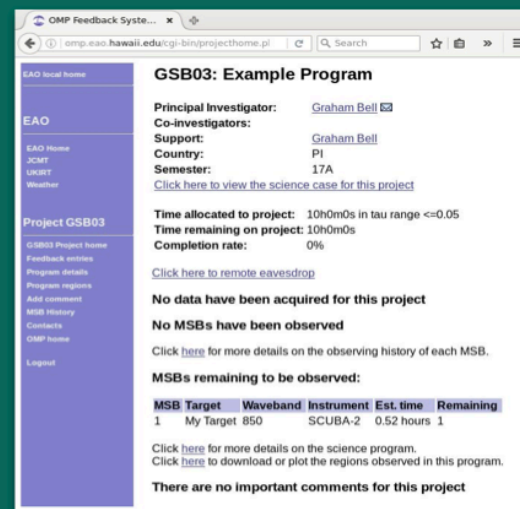 OMP Feedback Syste...
omp.eao.hawaii.edu/cgi-bin/projecthome.pl
Search
EAO local home
EAO
EAO Home
JCMT
UKIRT
Weather
Project GSB03
GSB03 Project home
Feedback entries
Program details
Program regions
Add comment
MSB History
Contacts
OMP home
Logout
GSB03: Example Program
Principal Investigator: Graham Bell
Co-investigators:
Support: Graham Bell
Country: PI
Semester: 17A
Click here to view the science case for this project
Time allocated to project: 10h0m0s in tau range <=0.05
Time remaining on project: 10h0m0s
Completion rate: 0%
Click here to remote eavesdrop
No data have been acquired for this project
No MSBs have been observed
Click here for more details on the observing history of each MSB.
MSBs remaining to be observed:
MSB Target Waveband Instrument Est. time Remaining
1 My Target 850 SCUBA-2 0.52 hours 1
Click here for more details on the science program.
Click here to download or plot the regions observed in this program.
There are no important comments for this project